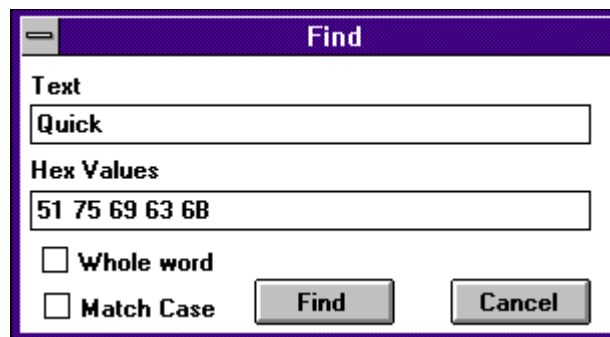 Find
Text
Quick
Hex Values
51 75 69 63 6B
Whole word
Match Case
Find
Cancel